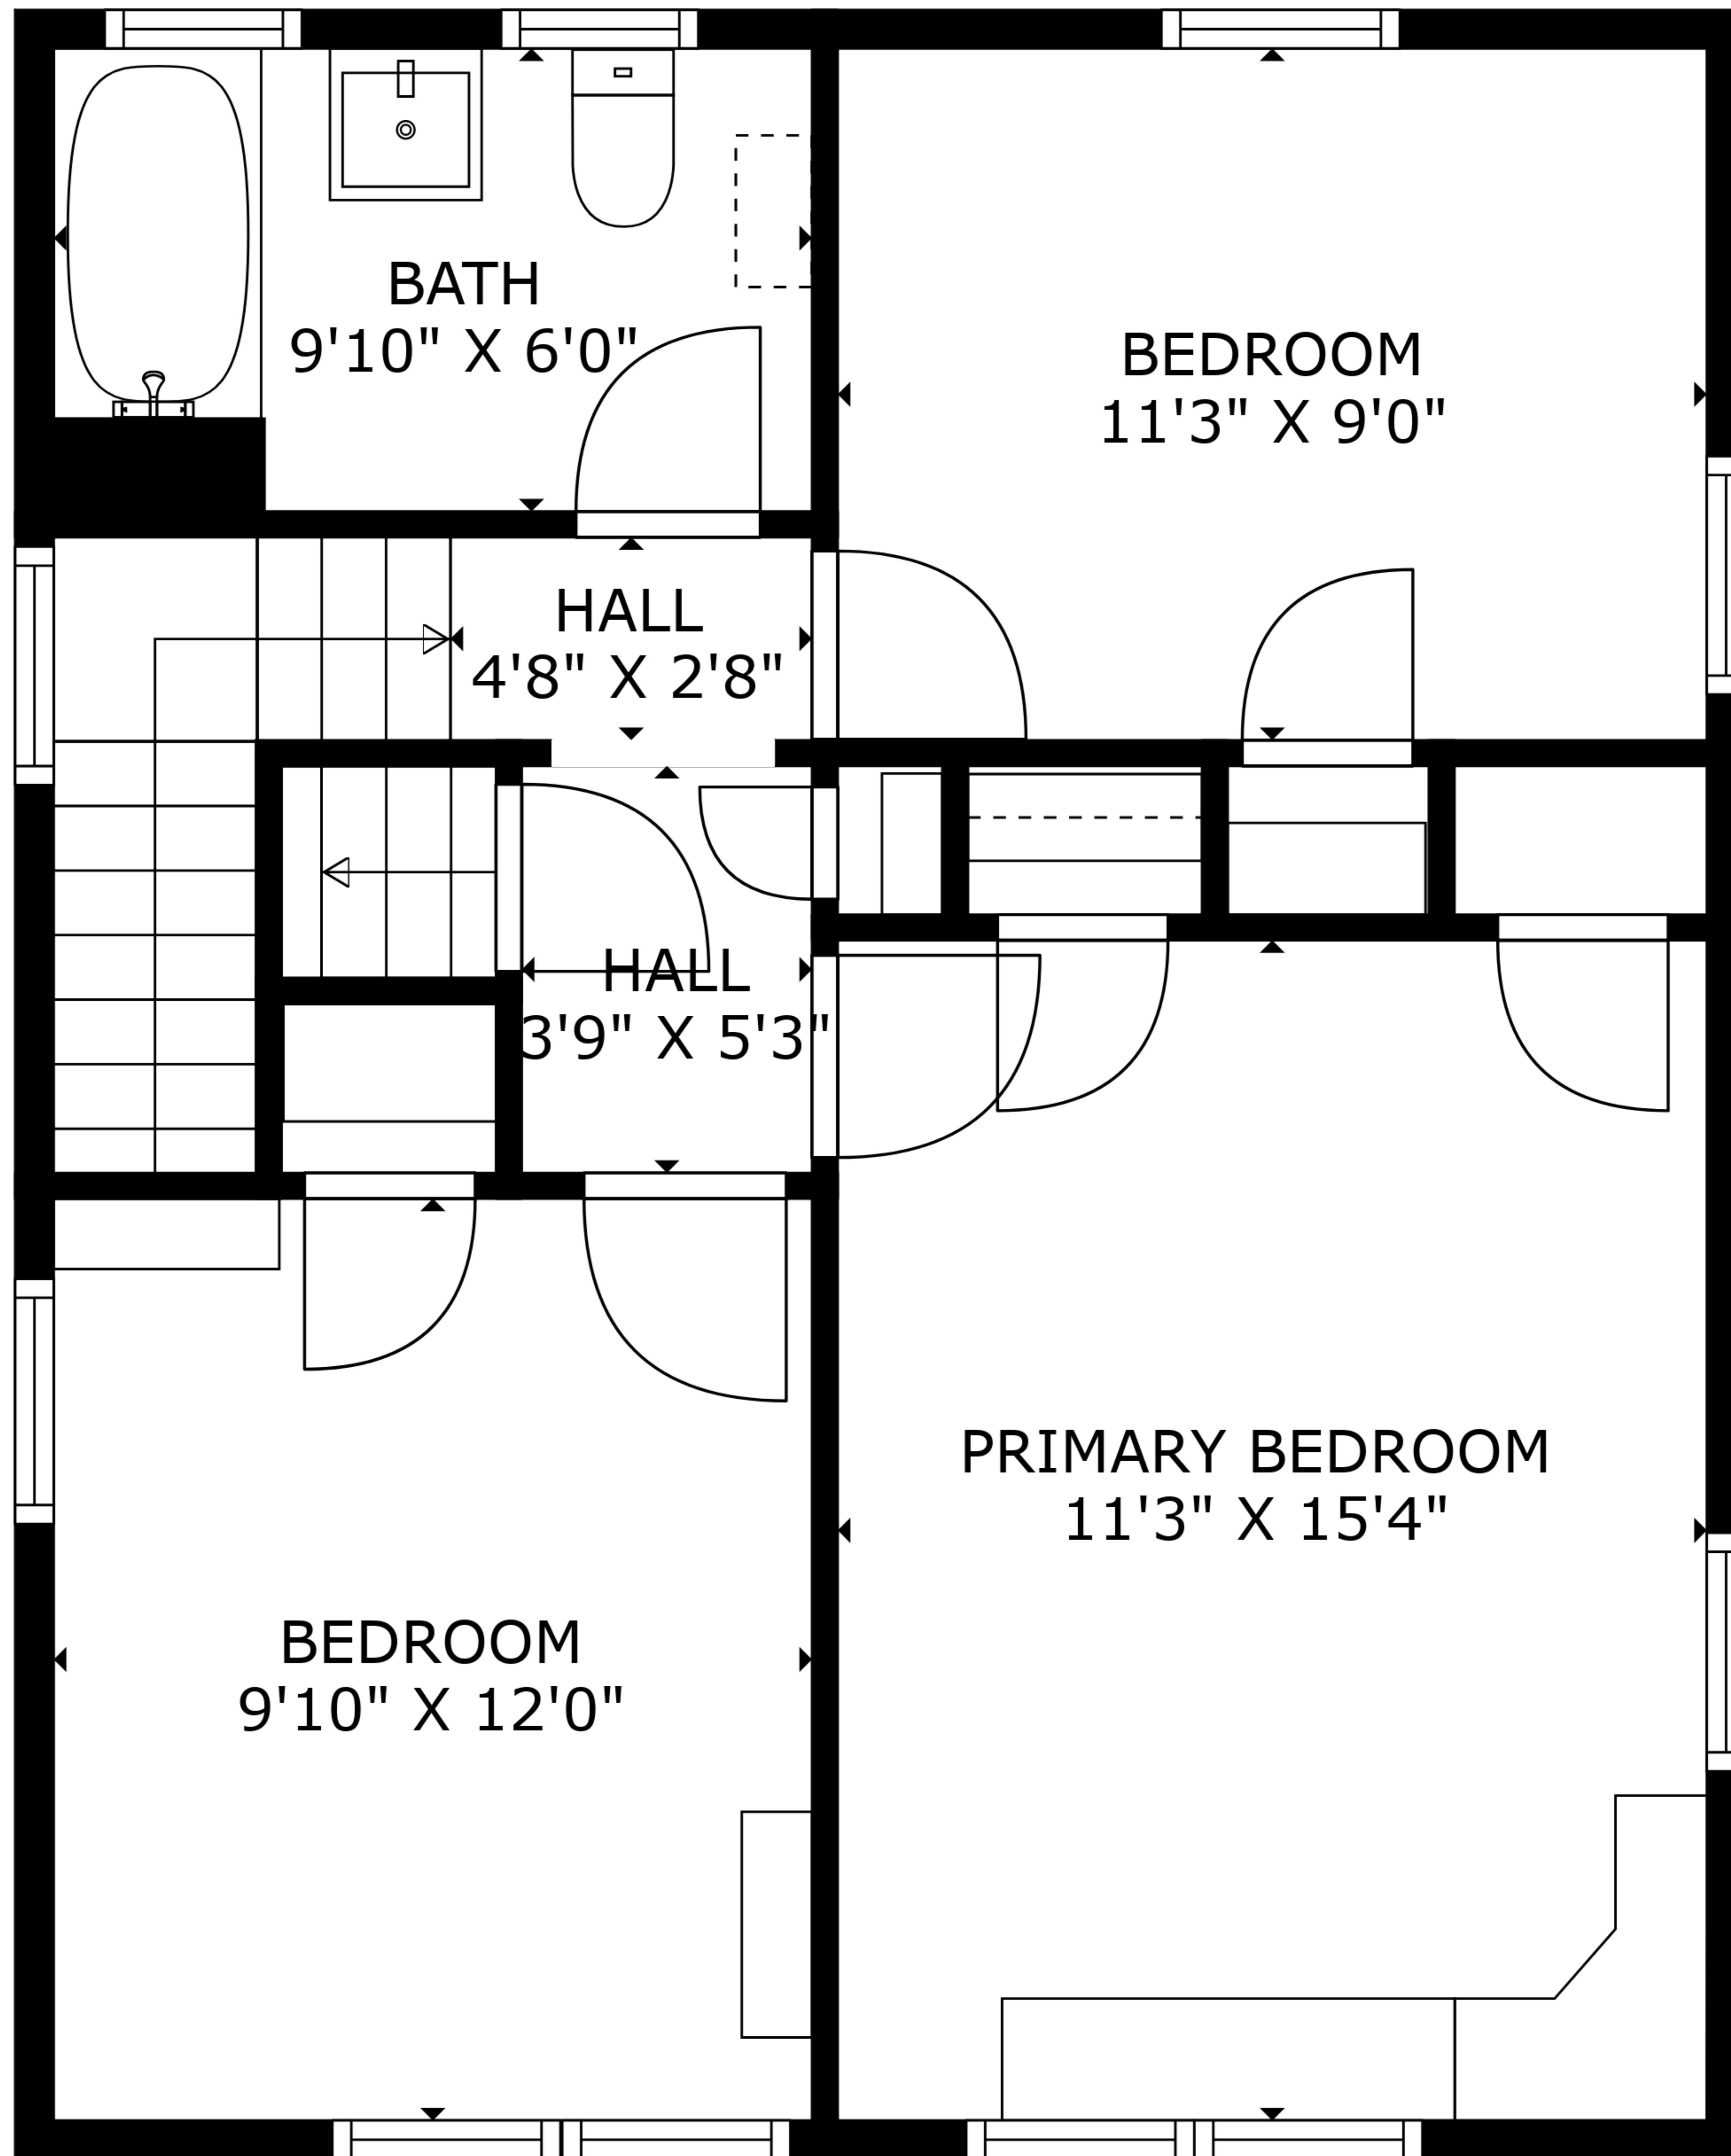 BATH
9'10" X 6'0"
BEDROOM
11'3" X 9'0"
HALL
4'8" X 2'8"
HALL
3'9" X 5'3"
PRIMARY BEDROOM
11'3" X 15'4"
BEDROOM
9'10" X 12'0"